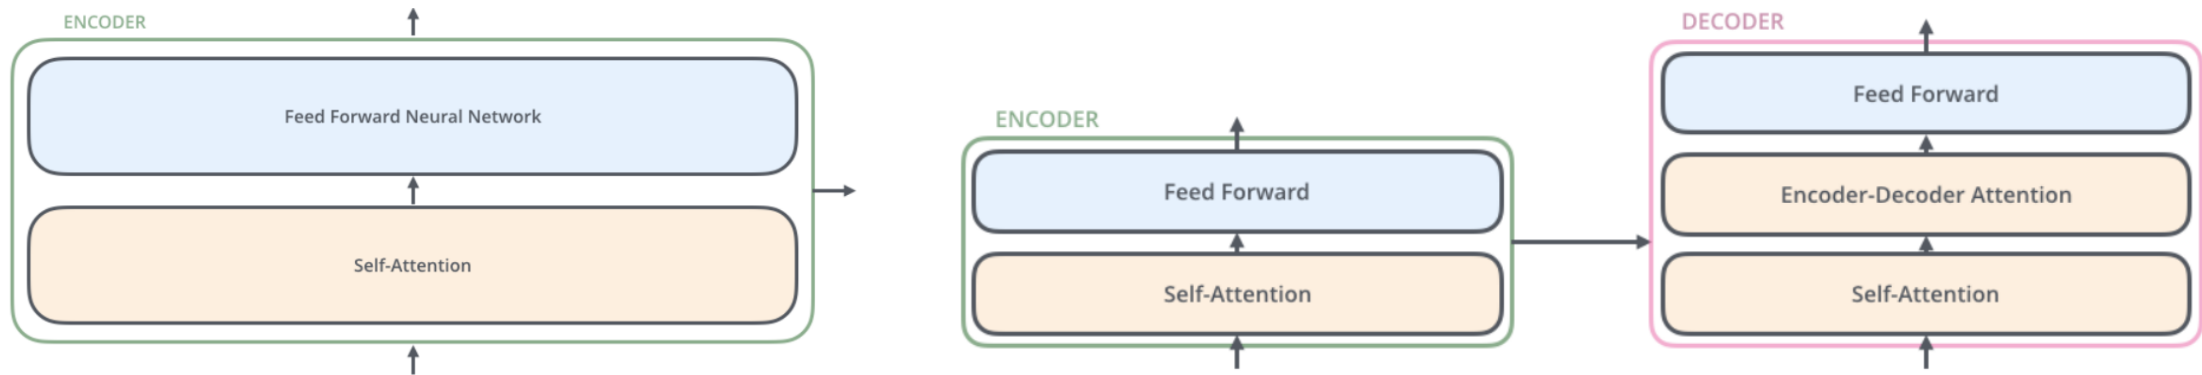 ENCODER
Feed Forward Neural Network
Self-Attention
ENCODER
Feed Forward
Self-Attention
DECODER
Feed Forward
Encoder-Decoder Attention
Self-Attention